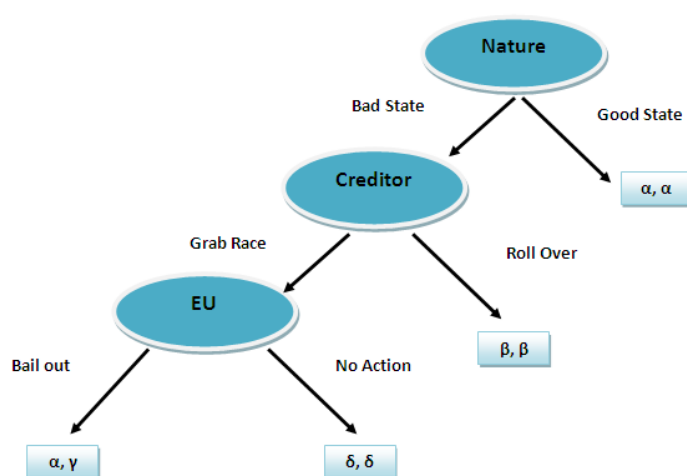 Nature
Bad State
Good State
Creditor
α, α
Grab Race
Roll Over
EU
β, β
Bail out
No Action
α, γ
δ, δ